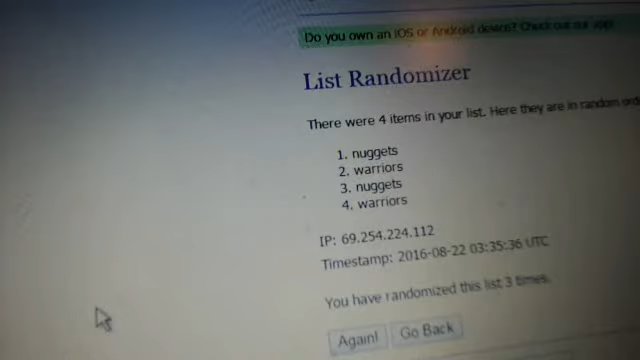 Do you own an iOS or Android device? Check out our app
List Randomizer
There were 4 items in your list. Here they are in random
1. nuggets
2. warriors
3. nuggets
4. warriors
IP: 69.254.224.112
Timestamp: 2016-08-22 03:35:36 UTC
You have randomized this list 3 times.
Again! Go Back